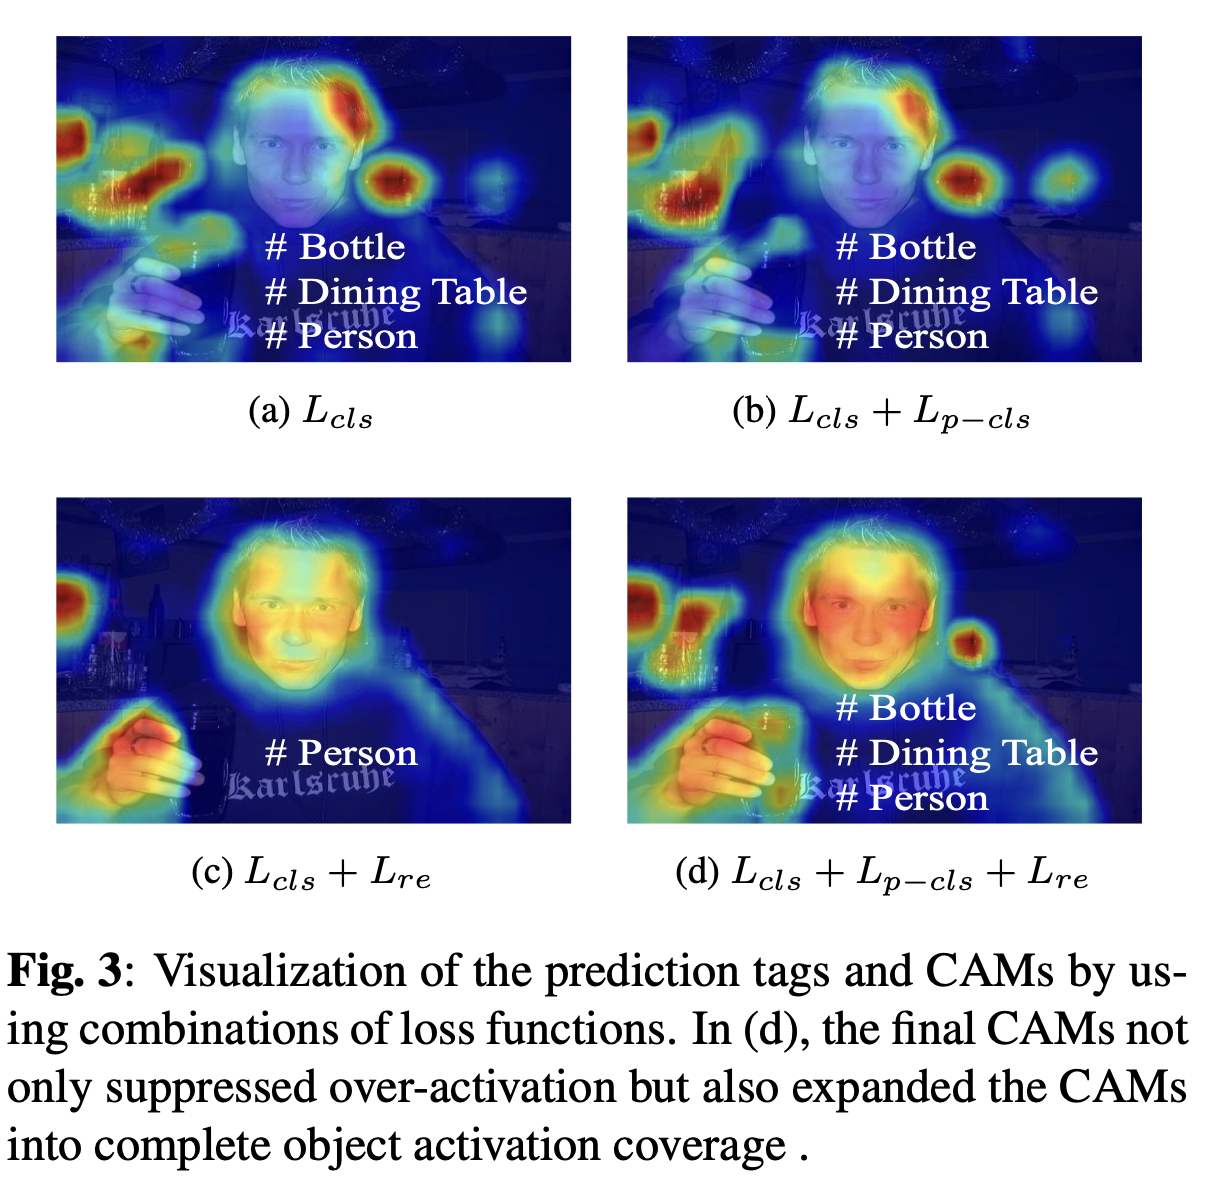 # Bottle
# Dining Table
Karlsruhe
# Person
(a) L_{cls}
# Bottle
# Dining Table
Karlsruhe
# Person
(b) L_{cls} + L_{p-cls}
# Person
Karlsruhe
(c) L_{cls} + L_{re}
# Bottle
# Dining Table
Karlsruhe
# Person
(d) L_{cls} + L_{p-cls} + L_{re}
Fig. 3: Visualization of the prediction tags and CAMs by us-
ing combinations of loss functions. In (d), the final CAMs not
only suppressed over-activation but also expanded the CAMs
into complete object activation coverage .